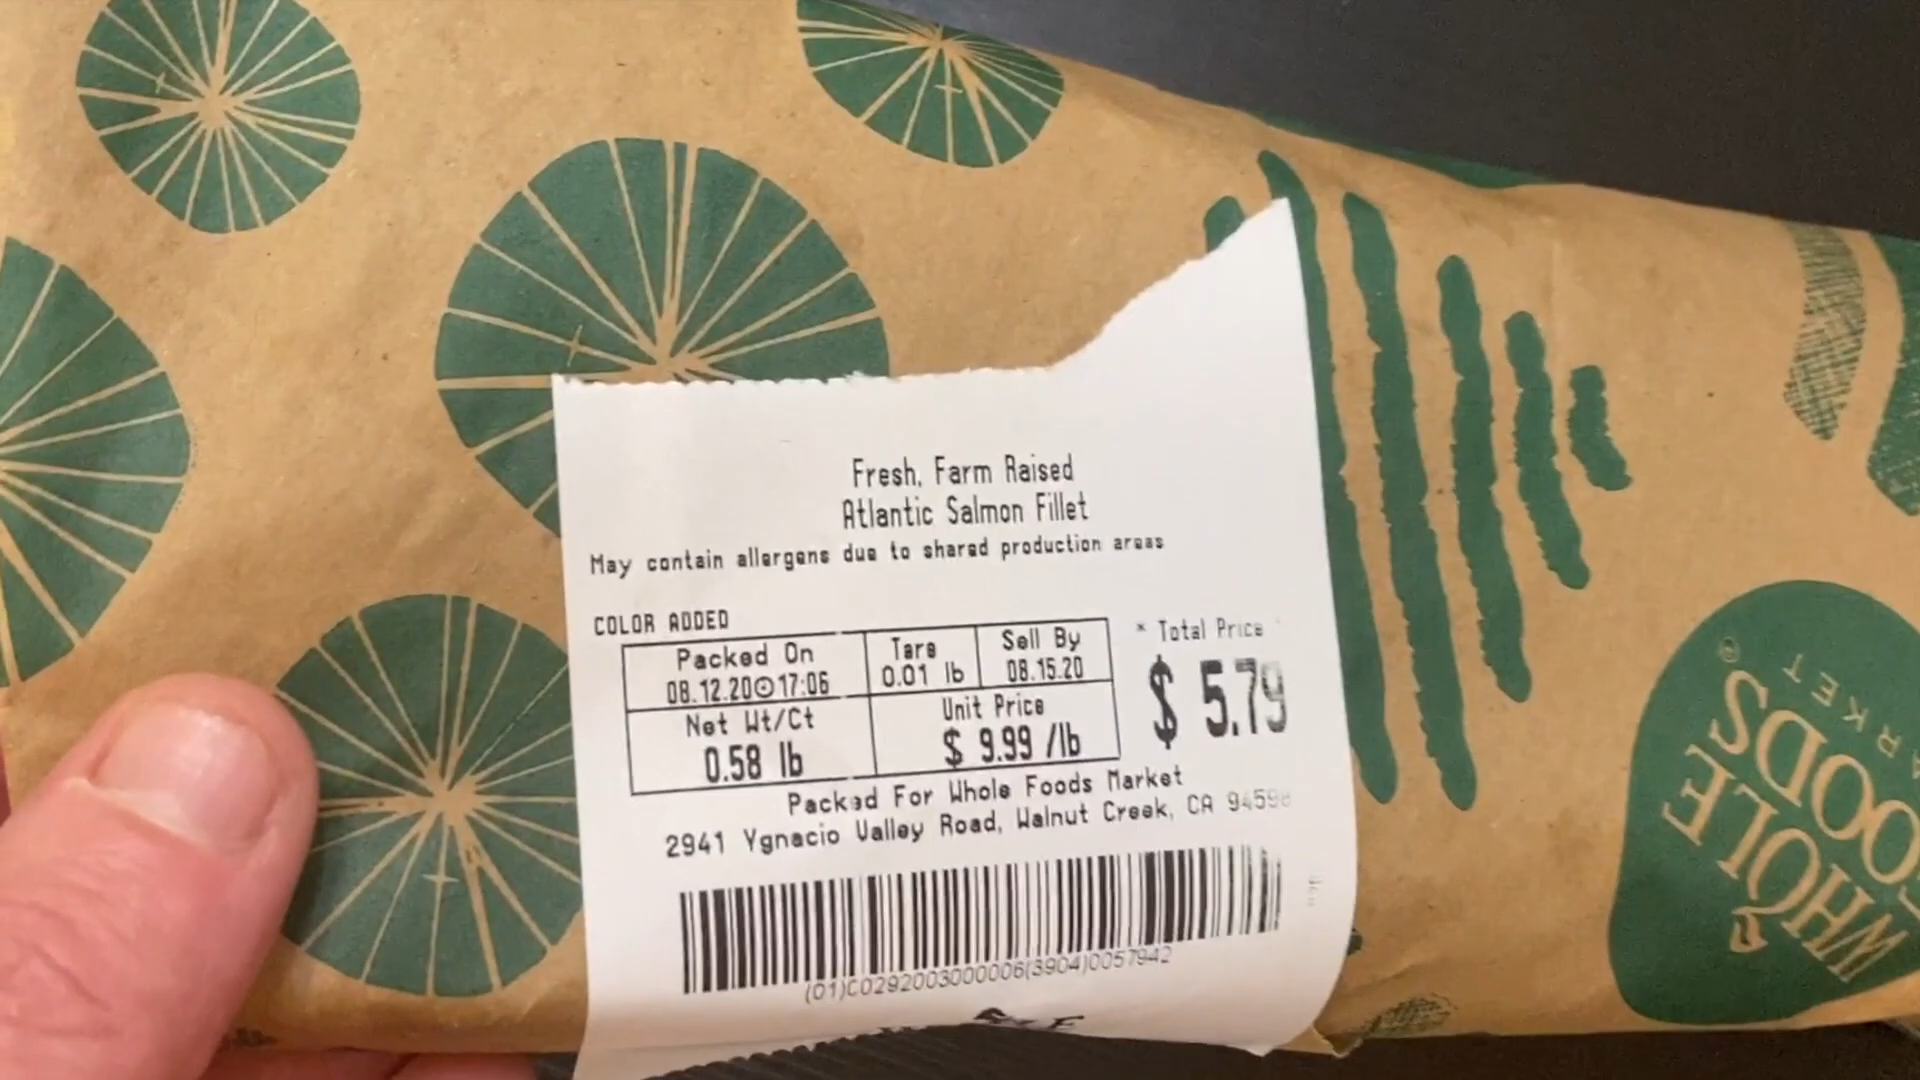 Fresh, Farm Raised
Atlantic Salmon Fillet
May contain allergens due to shared production areas
COLOR ADDED
Packed On
08.12.20 17:06
Tare
0.01 lb
Sell By
08.15.20
* Total Price
$ 5.79
Net Wt/Ct
0.58 lb
Unit Price
$ 9.99 /lb
Packed For Whole Foods Market
2941 Ygnacio Valley Road, Walnut Creek, CA 94598
(01)C0292003000006(3904)0057942
WHOLE
FOODS
ARKET